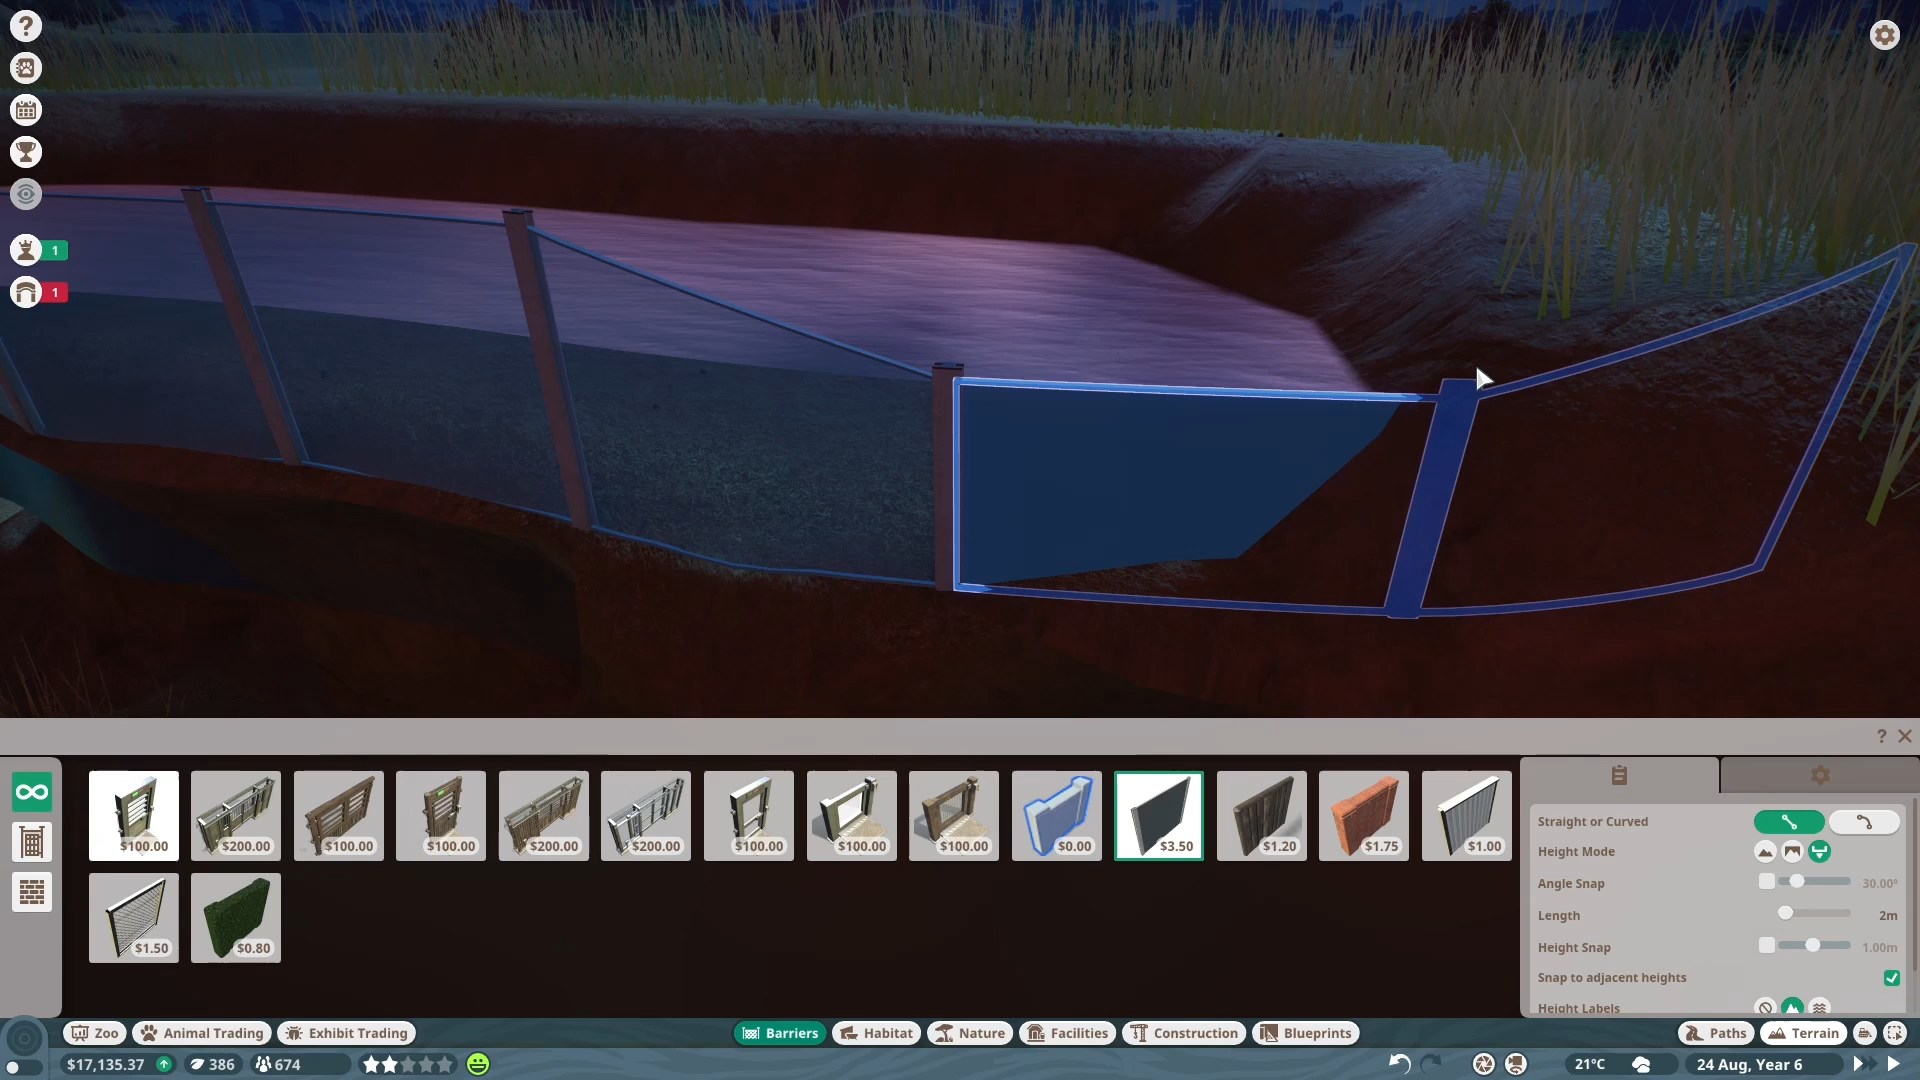 ?
1
1
? ×
$100.00 $200.00 $100.00 $100.00 $200.00 $200.00 $100.00 $100.00 $100.00 $0.00 $3.50 $1.20 $1.75 $1.00
$1.50 $0.80
Straight or Curved
Height Mode
Angle Snap 30.00°
Length 2m
Height Snap 1.00m
Snap to adjacent heights
Height Labels
Zoo Animal Trading Exhibit Trading Barriers Habitat Nature Facilities Construction Blueprints Paths Terrain
$17,135.37 386 674 21°C 24 Aug, Year 6